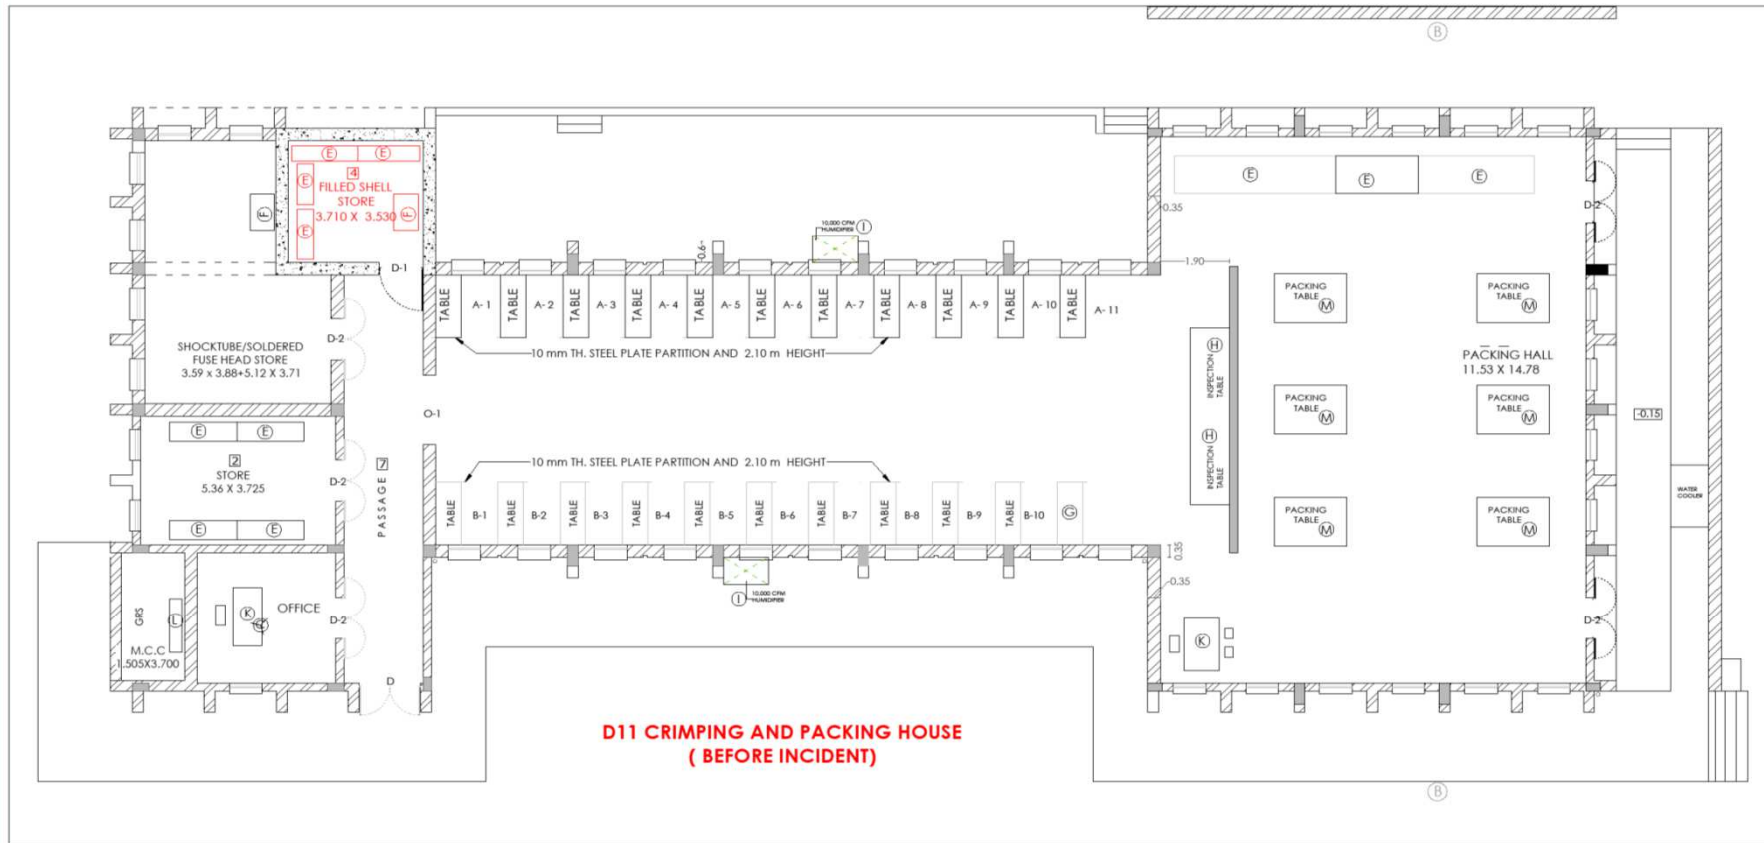 B
E E
4
E
FILLED SHELL
STORE
3.710 X 3.530
E
F
F
D-1
10,000 CFM
HUMIDIFIER
I
-0.6-
0.35
E E E
D-2
1.90
TABLE A- 1 TABLE A- 2 TABLE A- 3 TABLE A- 4 TABLE A- 5 TABLE A- 6 TABLE A- 7 TABLE A- 8 TABLE A- 9 TABLE A- 10 TABLE A- 11
10 mm TH. STEEL PLATE PARTITION AND 2.10 m HEIGHT
D-2
SHOCKTUBE/SOLDERED
FUSE HEAD STORE
3.59 x 3.88+5.12 X 3.71
PACKING
TABLE M
PACKING
TABLE M
INSPECTION
TABLE
H
PACKING HALL
11.53 X 14.78
O-1
PACKING
TABLE M
PACKING
TABLE M
-0.15
E E
2
STORE
5.36 X 3.725
E E
D-2
PASSAGE 7
10 mm TH. STEEL PLATE PARTITION AND 2.10 m HEIGHT
INSPECTION
TABLE
H
WATER
COOLER
TABLE B-1 TABLE B-2 TABLE B-3 TABLE B-4 TABLE B-5 TABLE B-6 TABLE B-7 TABLE B-8 TABLE B-9 TABLE B-10 G
PACKING
TABLE M
PACKING
TABLE M
0.35
0.35
I
10,000 CFM
HUMIDIFIER
GRS
L
M.C.C
1.505X3.700
K
OFFICE
D-2
D
K
D-2
D11 CRIMPING AND PACKING HOUSE
( BEFORE INCIDENT)
B